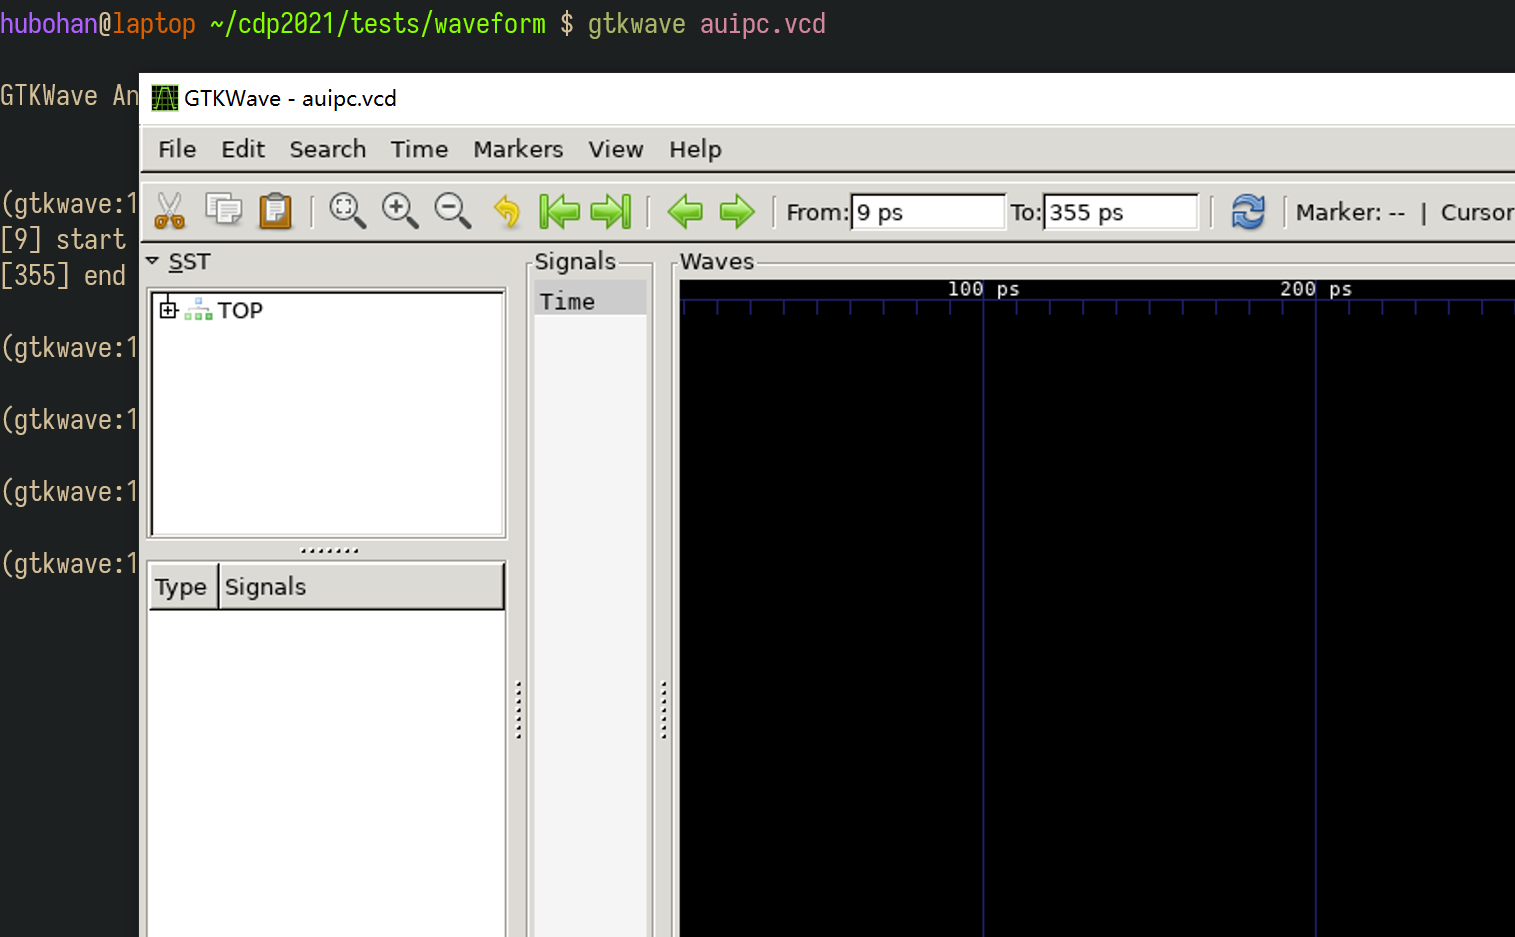 hubohan@laptop ~/cdp2021/tests/waveform $ gtkwave auipc.vcd
GTKWave An
GTKWave - auipc.vcd
File Edit Search Time Markers View Help
(gtkwave:1
From: 9 ps To: 355 ps Marker: -- | Cursor
[9] start
[355] end
SST
Signals
Waves
TOP
Time
100 ps 200 ps
(gtkwave:1
(gtkwave:1
(gtkwave:1
(gtkwave:1
Type Signals